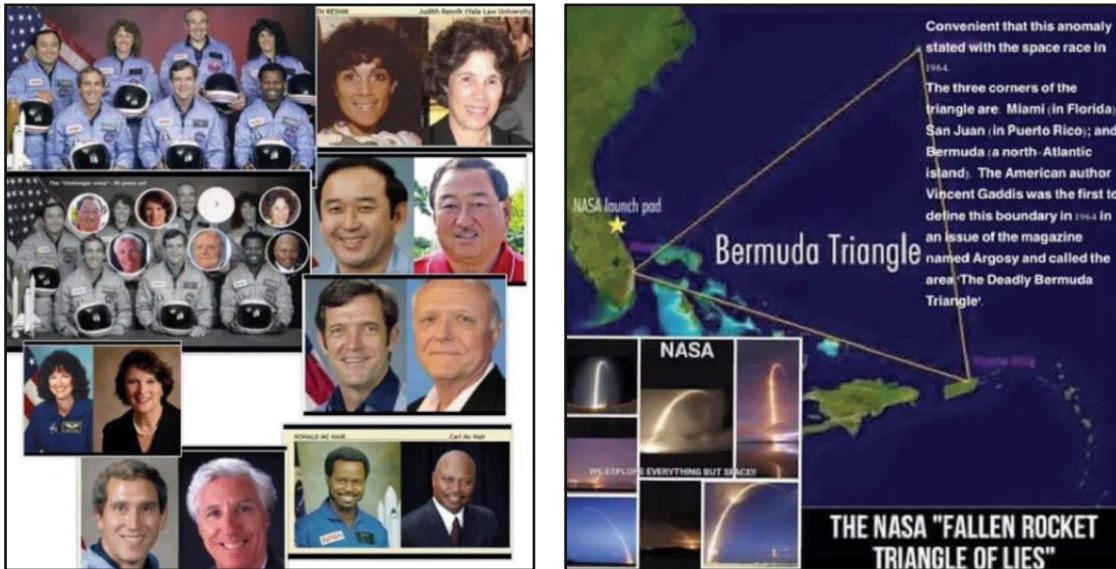 TH RESNIK
Judith Resnik (Yale Law University
The "Challenger crew"- 30 years on?
?
RONALD MC NAIR
Carl Mc Nair
Convenient that this anomaly
stated with the space race in
1964.
The three corners of the
triangle are: Miami (in Florida
San Juan (in Puerto Rico); and
Bermuda (a north-Atlantic
island). The American author
Vincent Gaddis was the first to
define this boundary in 1964 in
an issue of the magazine
named Argosy and called the
area 'The Deadly Bermuda
Triangle'.
NASA launch pad
Bermuda Triangle
Puerto Rico
NASA
WE EXPLORE EVERYTHING BUT SPACE!!
THE NASA "FALLEN ROCKET
TRIANGLE OF LIES"